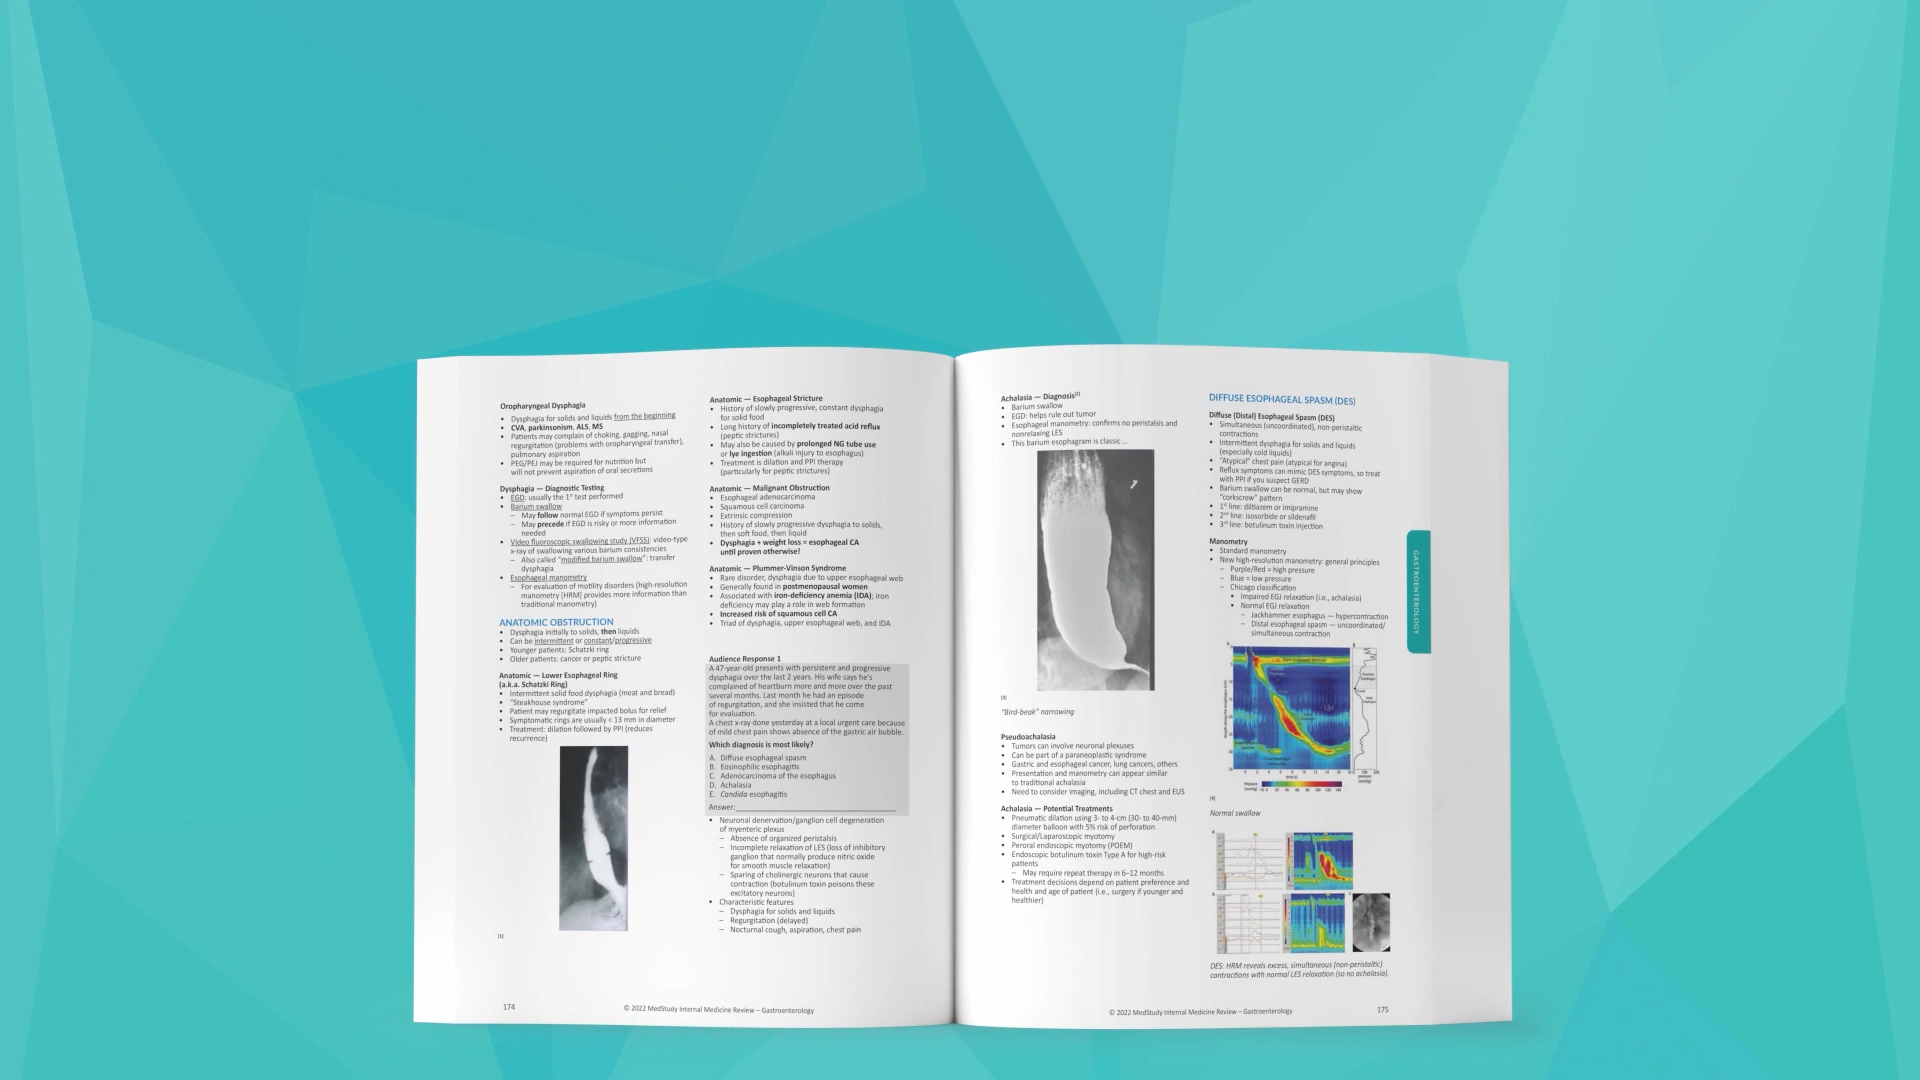 Oropharyngeal Dysphagia
• Dysphagia for solids and liquids from the beginning
• CVA, parkinsonism, ALS, MS
• Patients may complain of choking, gagging, nasal
regurgitation (problems with oropharyngeal transfer),
pulmonary aspiration
• PEG/PEJ may be required for nutrition but
will not prevent aspiration of oral secretions
Dysphagia — Diagnostic Testing
• EGD: usually the 1st test performed
• Barium swallow
– May follow normal EGD if symptoms persist
– May precede if EGD is risky or more information
needed
• Video fluoroscopic swallowing study (VFSS): video-type
x-ray of swallowing various barium consistencies
– Also called "modified barium swallow": transfer
dysphagia
• Esophageal manometry
– For evaluation of motility disorders (high-resolution
manometry [HRM] provides more information than
traditional manometry)
ANATOMIC OBSTRUCTION
• Dysphagia initially to solids, then liquids
• Can be intermittent or constant/progressive
• Younger patients: Schatzki ring
• Older patients: cancer or peptic stricture
Anatomic — Lower Esophageal Ring
(a.k.a. Schatzki Ring)
• Intermittent solid food dysphagia (meat and bread)
• "Steakhouse syndrome"
• Patient may regurgitate impacted bolus for relief
• Symptomatic rings are usually < 13 mm in diameter
• Treatment: dilation followed by PPI (reduces
recurrence)
Anatomic — Esophageal Stricture
• History of slowly progressive, constant dysphagia
for solid food
• Long history of incompletely treated acid reflux
(peptic strictures)
• May also be caused by prolonged NG tube use
or lye ingestion (alkali injury to esophagus)
• Treatment is dilation and PPI therapy
(particularly for peptic strictures)
Anatomic — Malignant Obstruction
• Esophageal adenocarcinoma
• Squamous cell carcinoma
• Extrinsic compression
• History of slowly progressive dysphagia to solids,
then soft food, then liquid
• Dysphagia + weight loss = esophageal CA
until proven otherwise!
Anatomic — Plummer-Vinson Syndrome
• Rare disorder, dysphagia due to upper esophageal web
• Generally found in postmenopausal women
• Associated with iron-deficiency anemia (IDA); iron
deficiency may play a role in web formation
• Increased risk of squamous cell CA
• Triad of dysphagia, upper esophageal web, and IDA
Audience Response 1
A 47-year-old presents with persistent and progressive
dysphagia over the last 2 years. His wife says he's
complained of heartburn more and more over the past
several months. Last month he had an episode
of regurgitation, and she insisted that he come
for evaluation.
A chest x-ray done yesterday at a local urgent care because
of mild chest pain shows absence of the gastric air bubble.
Which diagnosis is most likely?
A. Diffuse esophageal spasm
B. Eosinophilic esophagitis
C. Adenocarcinoma of the esophagus
D. Achalasia
E. Candida esophagitis
Answer:
• Neuronal denervation/ganglion cell degeneration
of myenteric plexus
– Absence of organized peristalsis
– Incomplete relaxation of LES (loss of inhibitory
ganglion that normally produce nitric oxide
for smooth muscle relaxation)
– Sparing of cholinergic neurons that cause
contraction (botulinum toxin poisons these
excitatory neurons)
• Characteristic features
– Dysphagia for solids and liquids
– Regurgitation (delayed)
– Nocturnal cough, aspiration, chest pain
174
© 2022 MedStudy Internal Medicine Review – Gastroenterology
Achalasia — Diagnosis
• Barium swallow
• EGD: helps rule out tumor
• Esophageal manometry: confirms no peristalsis and
nonrelaxing LES
• This barium esophagram is classic ...
"Bird-beak" narrowing
Pseudoachalasia
• Tumors can involve neuronal plexuses
• Can be part of a paraneoplastic syndrome
• Gastric and esophageal cancer, lung cancers, others
• Presentation and manometry can appear similar
to traditional achalasia
• Need to consider imaging, including CT chest and EUS
Achalasia — Potential Treatments
• Pneumatic dilation using 3- to 4-cm (30- to 40-mm)
diameter balloon with 5% risk of perforation
• Surgical/Laparoscopic myotomy
• Peroral endoscopic myotomy (POEM)
• Endoscopic botulinum toxin Type A for high-risk
patients
– May require repeat therapy in 6–12 months
• Treatment decisions depend on patient preference and
health and age of patient (i.e., surgery if younger and
healthier)
DIFFUSE ESOPHAGEAL SPASM (DES)
Diffuse (Distal) Esophageal Spasm (DES)
• Simultaneous (uncoordinated), non-peristaltic
contractions
• Intermittent dysphagia for solids and liquids
(especially cold liquids)
• "Atypical" chest pain (atypical for angina)
• Reflux symptoms can mimic DES symptoms, so treat
with PPI if you suspect GERD
• Barium swallow can be normal, but may show
"corkscrew" pattern
• 1st line: diltiazem or imipramine
• 2nd line: isosorbide or sildenafil
• 3rd line: botulinum toxin injection
Manometry
• Standard manometry
• New high-resolution manometry: general principles
– Purple/Red = high pressure
– Blue = low pressure
– Chicago classification
• Impaired EGJ relaxation (i.e., achalasia)
• Normal EGJ relaxation
– Jackhammer esophagus — hypercontraction
– Distal esophageal spasm — uncoordinated/
simultaneous contraction
Normal swallow
DES: HRM reveals excess, simultaneous (non-peristaltic)
contractions with normal LES relaxation (so no achalasia).
GASTROENTEROLOGY
© 2022 MedStudy Internal Medicine Review – Gastroenterology
175